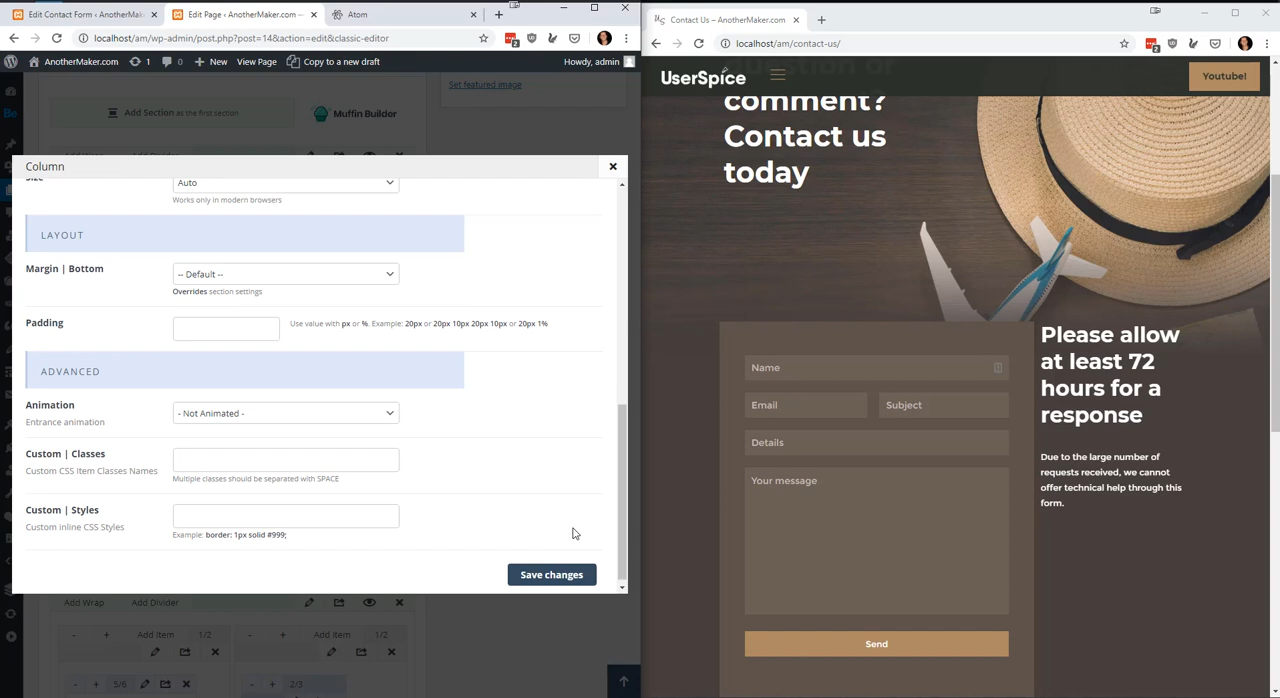 Edit Contact Form ‹ AnotherMaker
Edit Page ‹ AnotherMaker.com —
Atom
Contact Us – AnotherMaker.com
localhost/am/wp-admin/post.php?post=14&action=edit&classic-editor
localhost/am/contact-us/
AnotherMaker.com
1
0
New
View Page
Copy to a new draft
Howdy, admin
Set featured image
Add Section as the first section
Muffin Builder
Column
Size
Auto
Works only in modern browsers
LAYOUT
Margin | Bottom
-- Default --
Overrides section settings
Padding
Use value with px or %. Example: 20px or 20px 10px 20px 10px or 20px 1%
ADVANCED
Animation
Entrance animation
- Not Animated -
Custom | Classes
Custom CSS Item Classes Names
Multiple classes should be separated with SPACE
Custom | Styles
Custom inline CSS Styles
Example: border: 1px solid #999;
Save changes
Add Wrap
Add Divider
- + Add Item 1/2
- + Add Item 1/2
- + 5/6
- + 2/3
UserSpice
Youtube!
question or
comment?
Contact us
today
Name
Email
Subject
Details
Your message
Send
Please allow
at least 72
hours for a
response
Due to the large number of
requests received, we cannot
offer technical help through this
form.